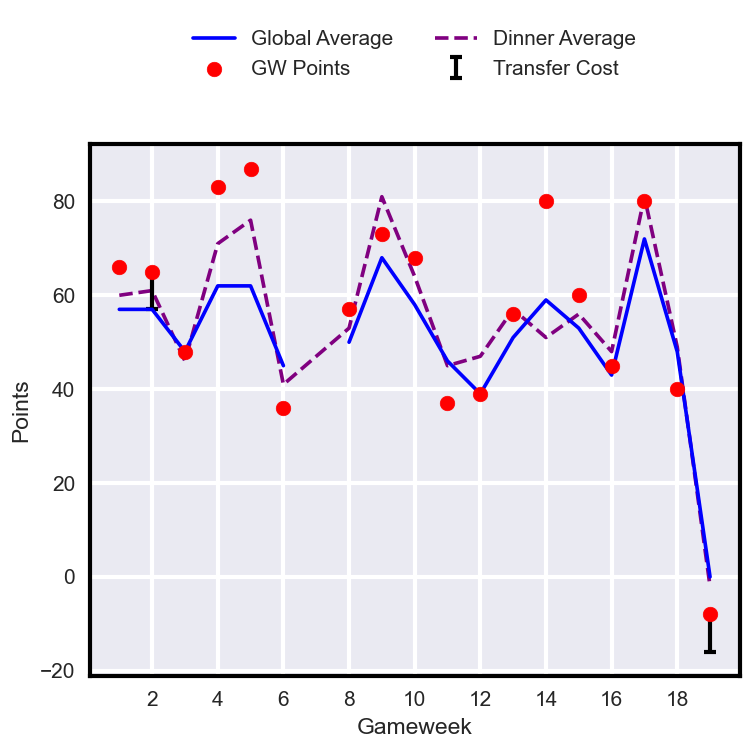 Global Average
Dinner Average
GW Points
Transfer Cost
80
60
40
20
0
−20
Points
2 4 6 8 10 12 14 16 18
Gameweek